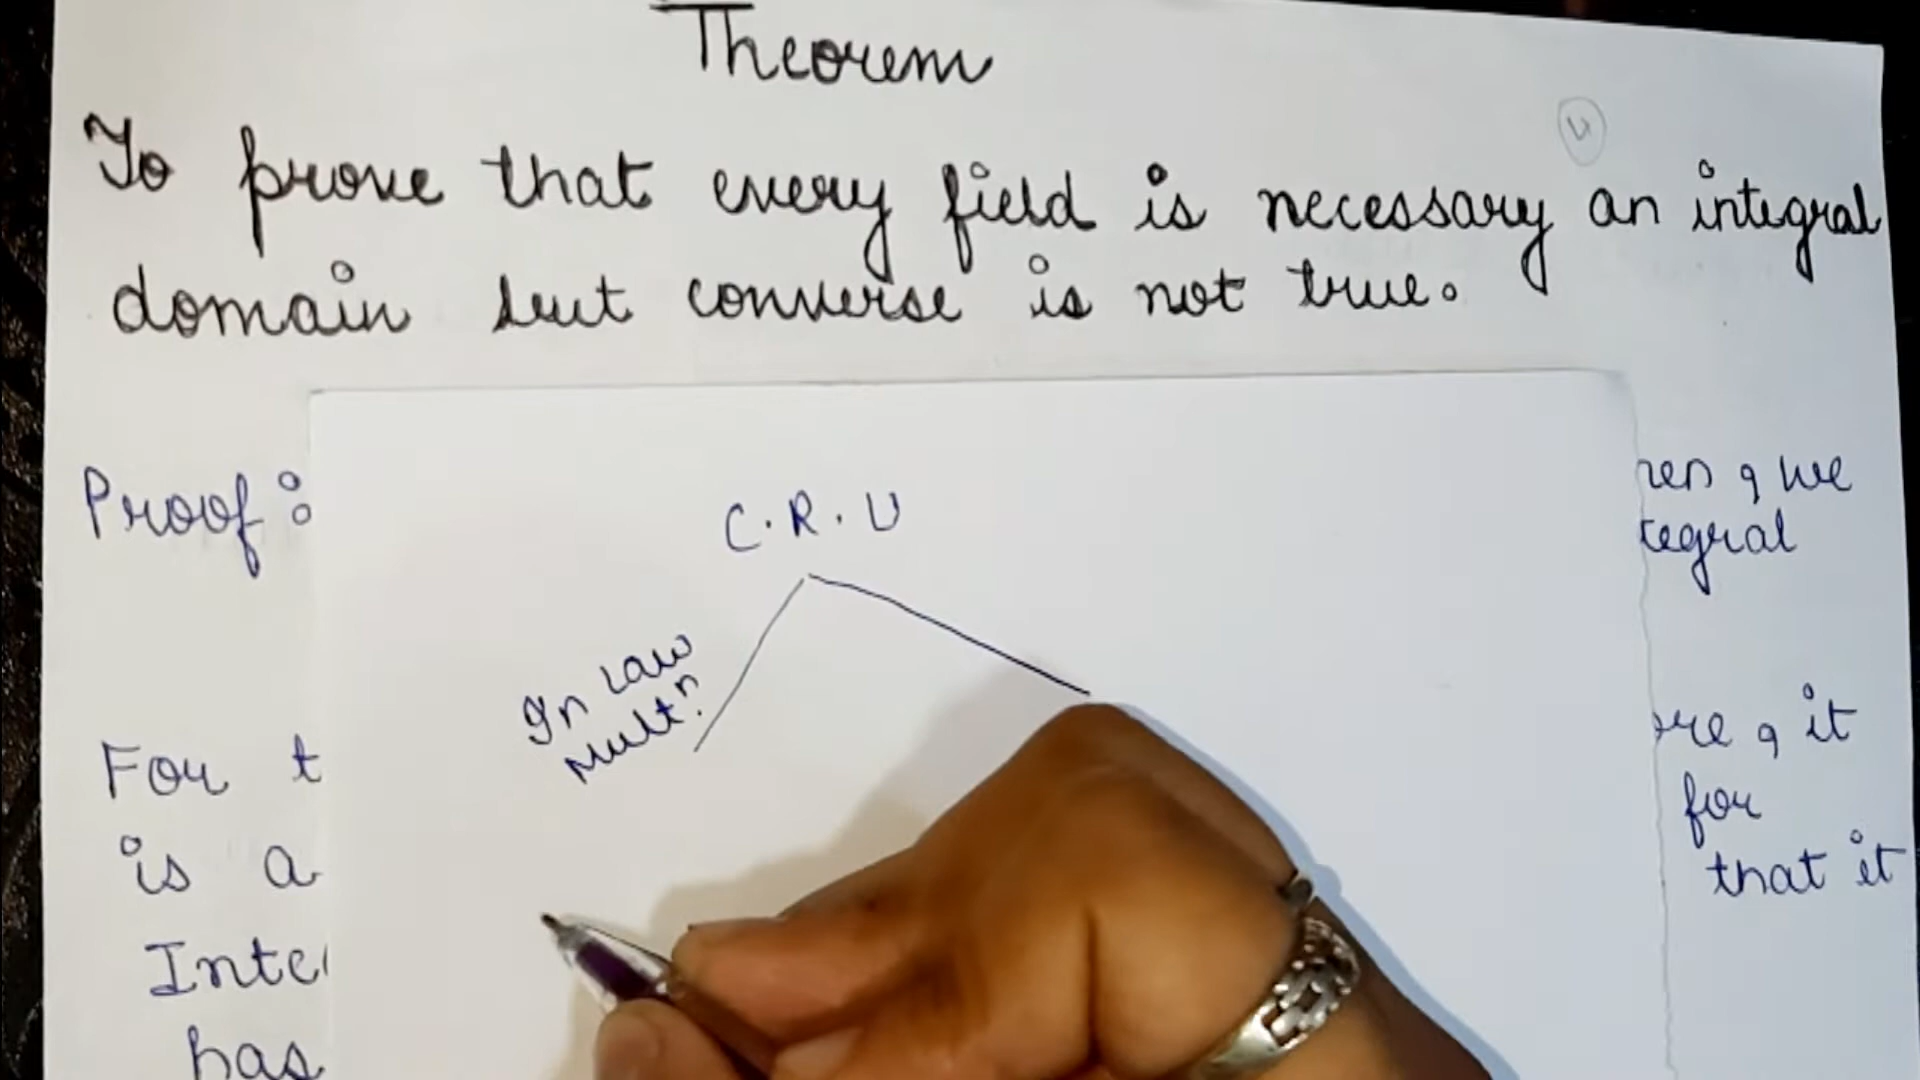 Theorem
To prove that every field is necessary an integral
domain but converse is not true.
Proof:
C.R.U
ren, we
tegral
In Law
Multn.
For t
re, it
for
is a
that it
Inte
has